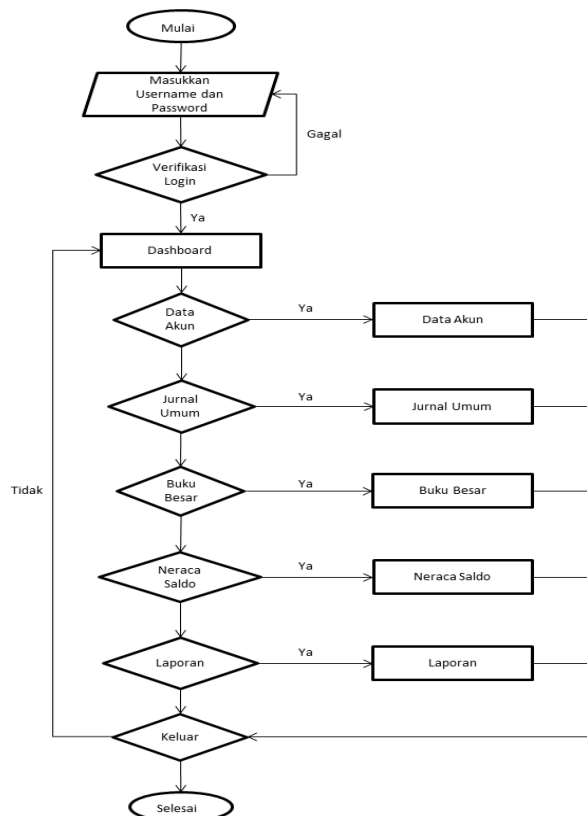 Mulai
Masukkan
Username dan
Password
Gagal
Verifikasi
Login
Ya
Dashboard
Data
Akun
Ya
Data Akun
Jurnal
Umum
Ya
Jurnal Umum
Tidak
Buku
Besar
Ya
Buku Besar
Neraca
Saldo
Ya
Neraca Saldo
Laporan
Ya
Laporan
Keluar
Selesai